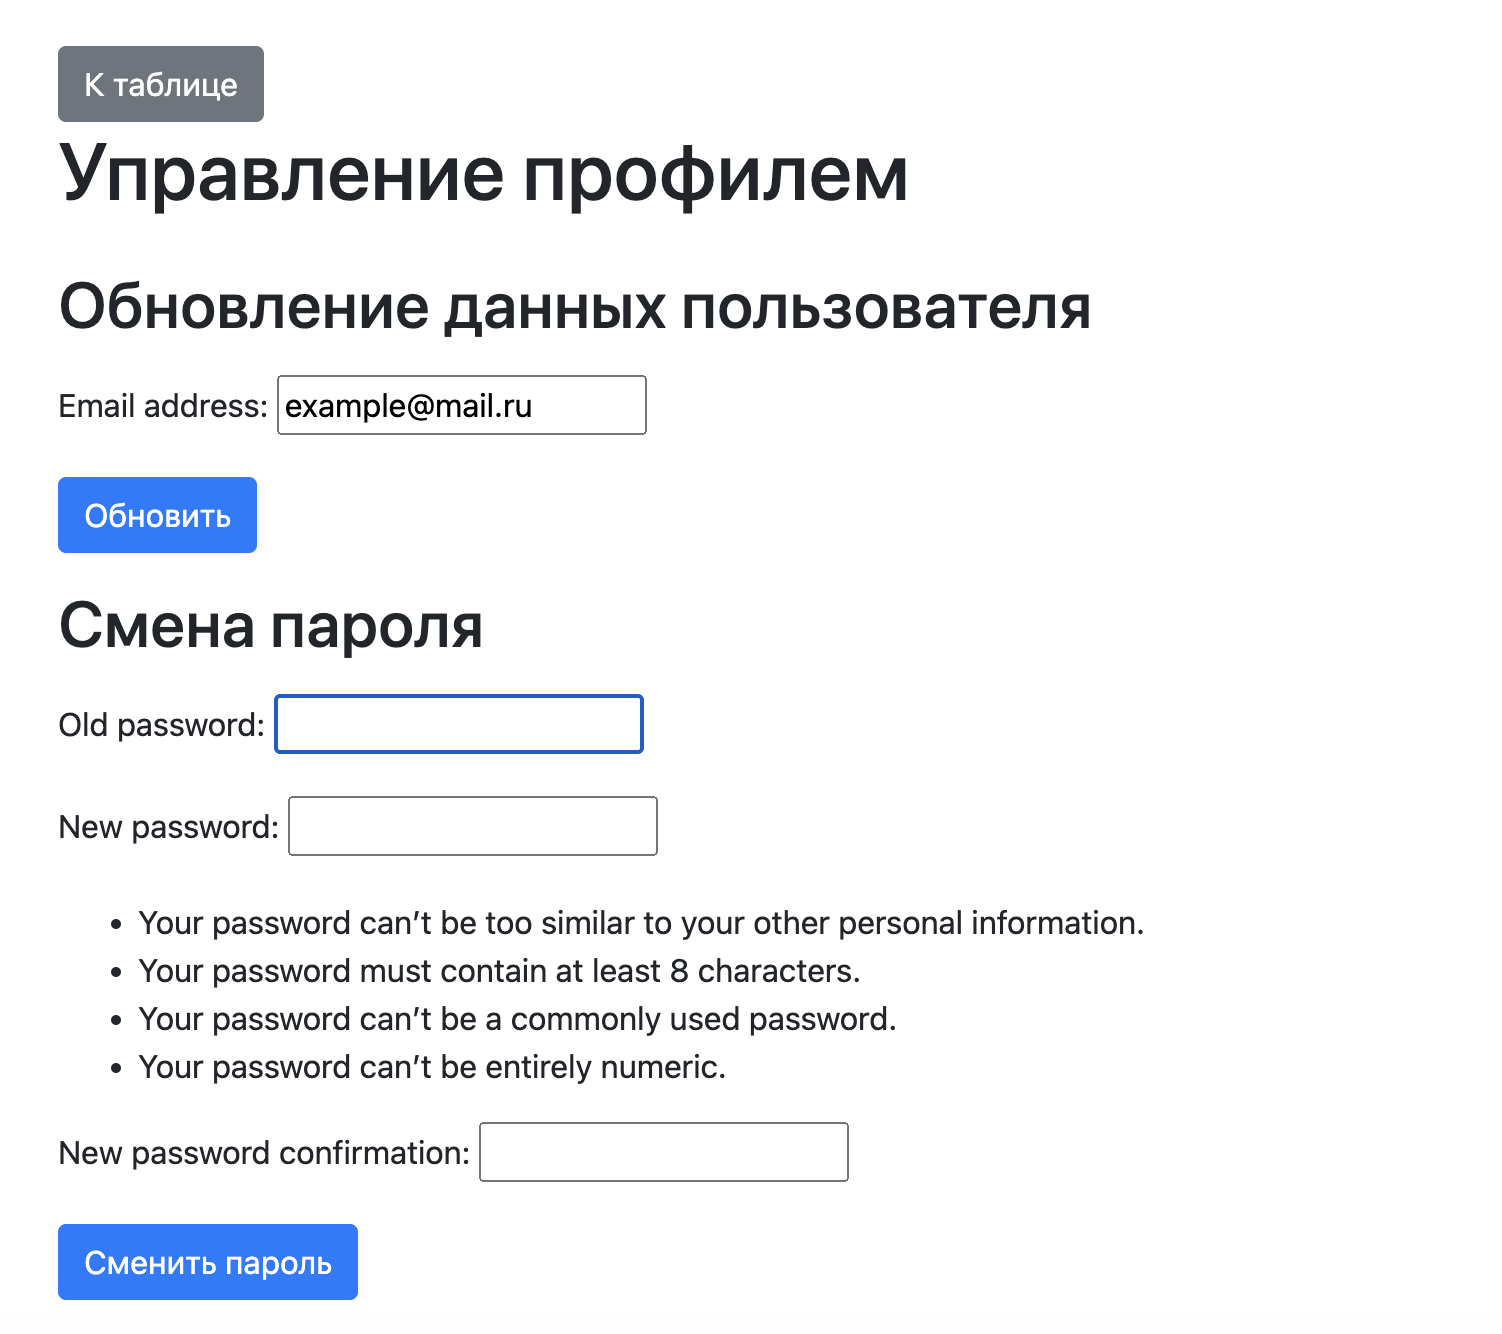 К таблице
Управление профилем
Обновление данных пользователя
Email address: example@mail.ru
Обновить
Смена пароля
Old password:
New password:
• Your password can’t be too similar to your other personal information.
• Your password must contain at least 8 characters.
• Your password can’t be a commonly used password.
• Your password can’t be entirely numeric.
New password confirmation:
Сменить пароль